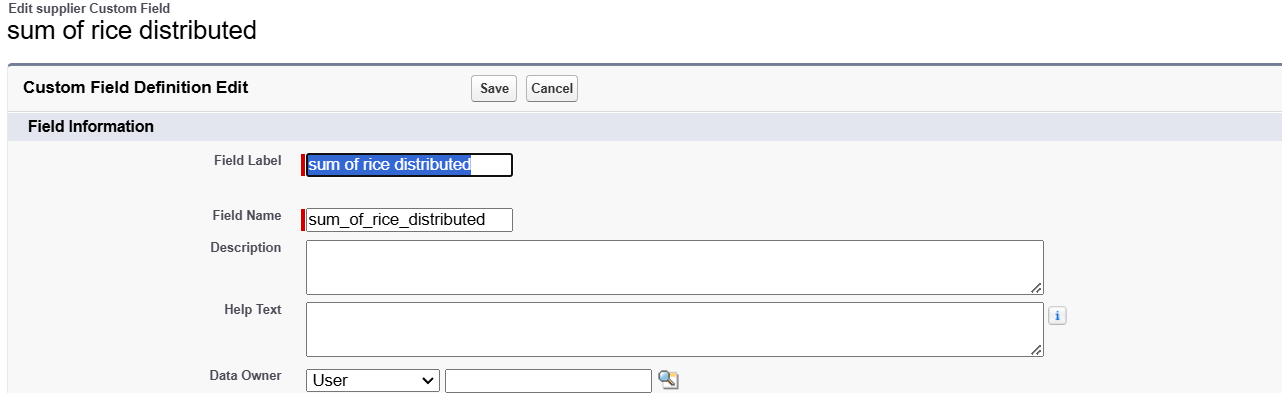 Edit supplier Custom Field
sum of rice distributed
Custom Field Definition Edit
Save
Cancel
Field Information
Field Label
sum of rice distributed
Field Name
sum_of_rice_distributed
Description
Help Text
i
Data Owner
User